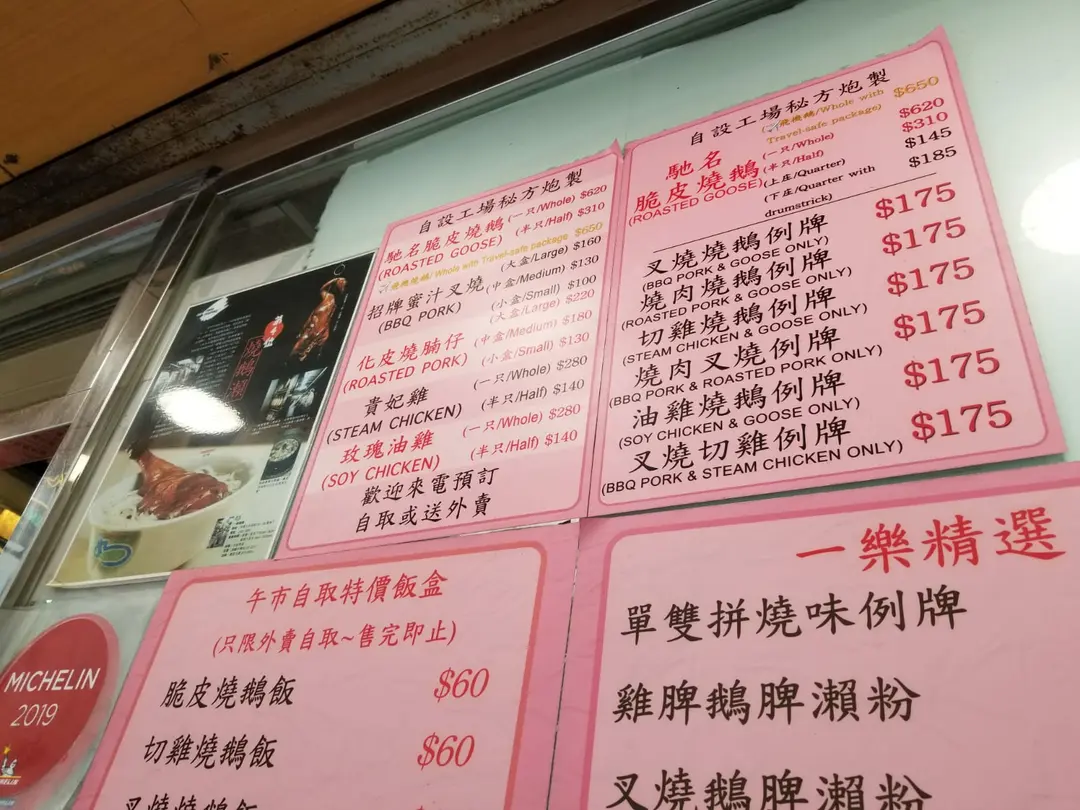 自設工場秘方炮製
馳名脆皮燒鵝 (一只/Whole) $620
(ROASTED GOOSE) (半只/Half) $310
飛機燒鵝/Whole with Travel-safe package $650
招牌蜜汁叉燒 (大盒/Large) $160
(BBQ PORK) (中盒/Medium) $130
(小盒/Small) $100
化皮燒腩仔 (大盒/Large) $220
(ROASTED PORK) (中盒/Medium) $180
(小盒/Small) $130
貴妃雞 (一只/Whole) $280
(STEAM CHICKEN) (半只/Half) $140
玫瑰油雞 (一只/Whole) $280
(SOY CHICKEN) (半只/Half) $140
歡迎來電預訂
自取或送外賣
自設工場秘方炮製
馳名
脆皮燒鵝
(ROASTED GOOSE)
/Whole with $650
Travel-safe package)
(一只/Whole) $620
(半只/Half) $310
(上庄/Quarter) $145
(下庄/Quarter with $185
drumstrick)
叉燒燒鵝例牌 $175
(BBQ PORK & GOOSE ONLY)
燒肉燒鵝例牌 $175
(ROASTED PORK & GOOSE ONLY)
切雞燒鵝例牌 $175
(STEAM CHICKEN & GOOSE ONLY)
燒肉叉燒例牌 $175
(BBQ PORK & ROASTED PORK ONLY)
油雞燒鵝例牌 $175
(SOY CHICKEN & GOOSE ONLY)
叉燒切雞例牌 $175
(BBQ PORK & STEAM CHICKEN ONLY)
午市自取特價飯盒
(只限外賣自取~售完即止)
脆皮燒鵝飯 $60
切雞燒鵝飯 $60
叉燒燒鵝飯
一樂精選
單雙拼燒味例牌
雞脾鵝脾瀨粉
叉燒鵝脾瀨粉
MICHELIN
2019